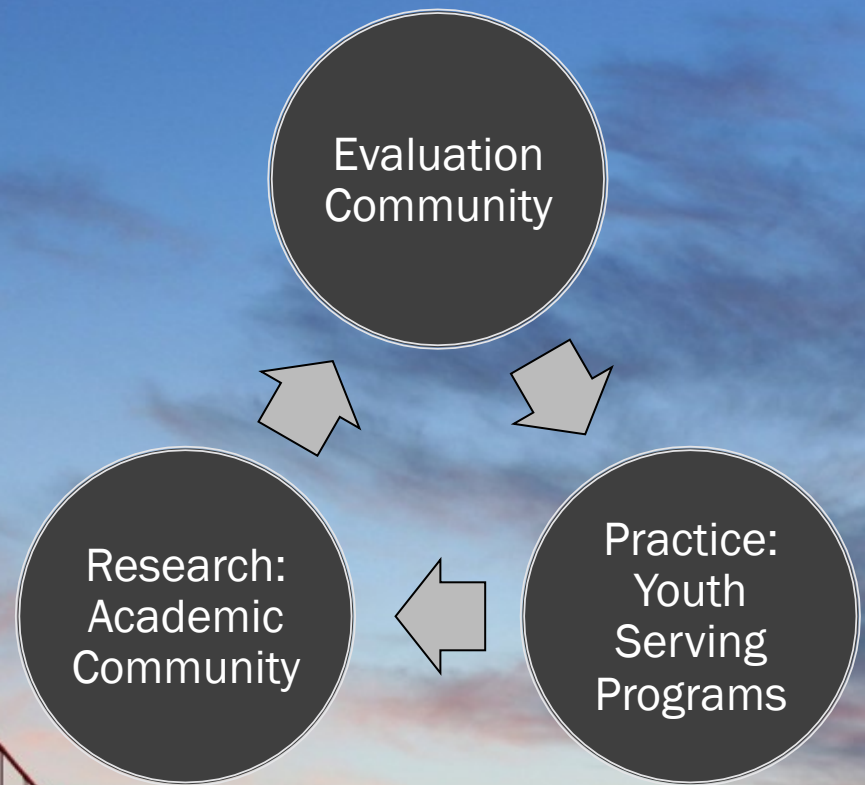 Evaluation
Community
Research:
Academic
Community
Practice:
Youth
Serving
Programs